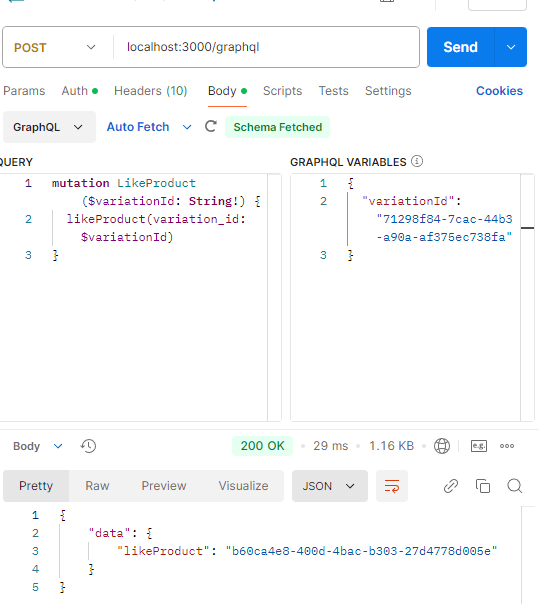 POST localhost:3000/graphql Send
Params Auth Headers (10) Body Scripts Tests Settings Cookies
GraphQL Auto Fetch Schema Fetched
QUERY GRAPHQL VARIABLES
1 mutation LikeProduct
($variationId: String!) {
2 likeProduct(variation_id:
$variationId)
3 }
1 {
2 "variationId":
"71298f84-7cac-44b3
-a90a-af375ec738fa"
3 }
Body 200 OK 29 ms 1.16 KB e.g.
Pretty Raw Preview Visualize JSON
1 {
2 "data": {
3 "likeProduct": "b60ca4e8-400d-4bac-b303-27d4778d005e"
4 }
5 }